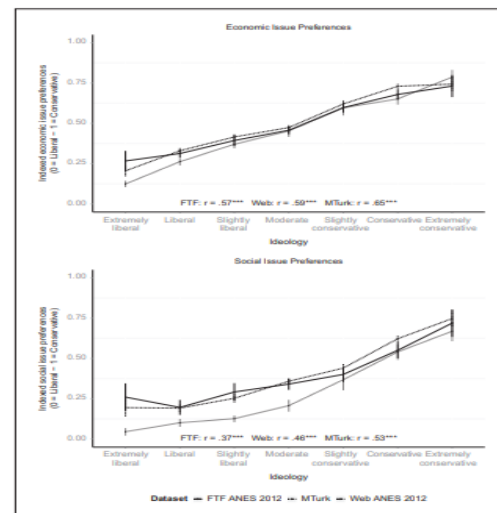 Economic Issue Preferences
Indexed economic issue preferences
(0 = Liberal – 1 = Conservative)
1.00
0.75
0.50
0.25
0.00
FTF: r = .57*** Web: r = .59*** MTurk: r = .65***
Extremely liberal
Liberal
Slightly liberal
Moderate
Slightly conservative
Conservative
Extremely conservative
Ideology
Social Issue Preferences
Indexed social issue preferences
(0 = Liberal – 1 = Conservative)
1.00
0.75
0.50
0.25
0.00
FTF: r = .37*** Web: r = .46*** MTurk: r = .53***
Extremely liberal
Liberal
Slightly liberal
Moderate
Slightly conservative
Conservative
Extremely conservative
Ideology
Dataset FTF ANES 2012 MTurk Web ANES 2012